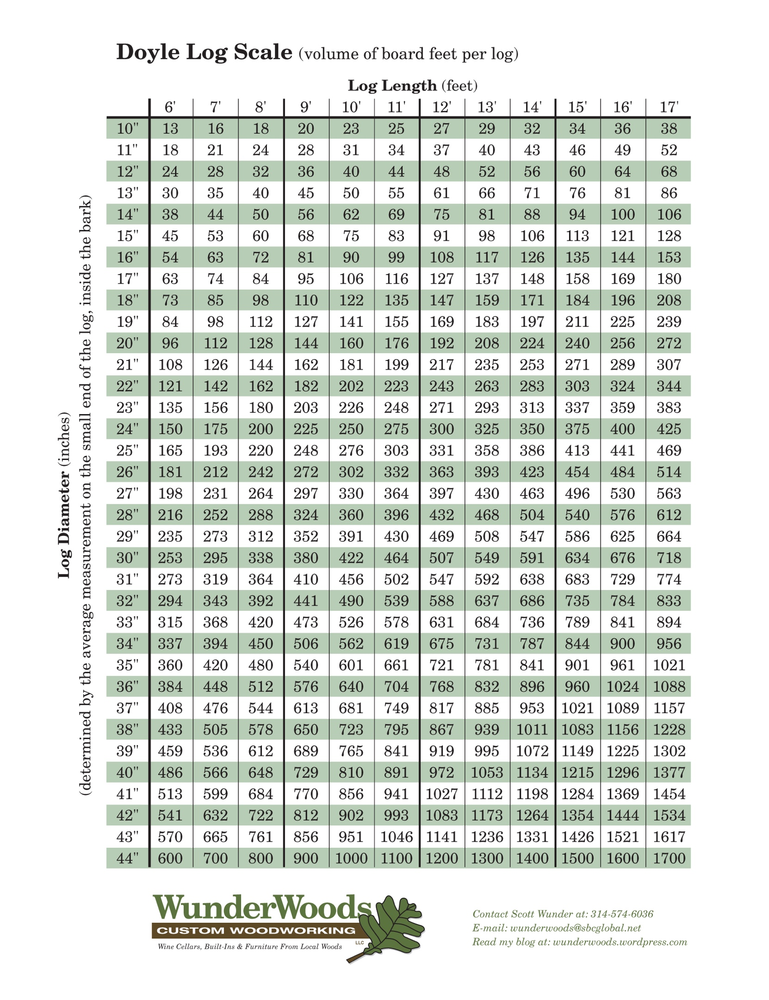 Doyle Log Scale (volume of board feet per log)
Log Length (feet)
6' 7' 8' 9' 10' 11' 12' 13' 14' 15' 16' 17'
Log Diameter (inches)
(determined by the average measurement on the small end of the log, inside the bark)
10" 13 16 18 20 23 25 27 29 32 34 36 38
11" 18 21 24 28 31 34 37 40 43 46 49 52
12" 24 28 32 36 40 44 48 52 56 60 64 68
13" 30 35 40 45 50 55 61 66 71 76 81 86
14" 38 44 50 56 62 69 75 81 88 94 100 106
15" 45 53 60 68 75 83 91 98 106 113 121 128
16" 54 63 72 81 90 99 108 117 126 135 144 153
17" 63 74 84 95 106 116 127 137 148 158 169 180
18" 73 85 98 110 122 135 147 159 171 184 196 208
19" 84 98 112 127 141 155 169 183 197 211 225 239
20" 96 112 128 144 160 176 192 208 224 240 256 272
21" 108 126 144 162 181 199 217 235 253 271 289 307
22" 121 142 162 182 202 223 243 263 283 303 324 344
23" 135 156 180 203 226 248 271 293 313 337 359 383
24" 150 175 200 225 250 275 300 325 350 375 400 425
25" 165 193 220 248 276 303 331 358 386 413 441 469
26" 181 212 242 272 302 332 363 393 423 454 484 514
27" 198 231 264 297 330 364 397 430 463 496 530 563
28" 216 252 288 324 360 396 432 468 504 540 576 612
29" 235 273 312 352 391 430 469 508 547 586 625 664
30" 253 295 338 380 422 464 507 549 591 634 676 718
31" 273 319 364 410 456 502 547 592 638 683 729 774
32" 294 343 392 441 490 539 588 637 686 735 784 833
33" 315 368 420 473 526 578 631 684 736 789 841 894
34" 337 394 450 506 562 619 675 731 787 844 900 956
35" 360 420 480 540 601 661 721 781 841 901 961 1021
36" 384 448 512 576 640 704 768 832 896 960 1024 1088
37" 408 476 544 613 681 749 817 885 953 1021 1089 1157
38" 433 505 578 650 723 795 867 939 1011 1083 1156 1228
39" 459 536 612 689 765 841 919 995 1072 1149 1225 1302
40" 486 566 648 729 810 891 972 1053 1134 1215 1296 1377
41" 513 599 684 770 856 941 1027 1112 1198 1284 1369 1454
42" 541 632 722 812 902 993 1083 1173 1264 1354 1444 1534
43" 570 665 761 856 951 1046 1141 1236 1331 1426 1521 1617
44" 600 700 800 900 1000 1100 1200 1300 1400 1500 1600 1700
WunderWoods
CUSTOM WOODWORKING
LLC
Wine Cellars, Built-Ins & Furniture From Local Woods
Contact Scott Wunder at: 314-574-6036
E-mail: wunderwoods@sbcglobal.net
Read my blog at: wunderwoods.wordpress.com